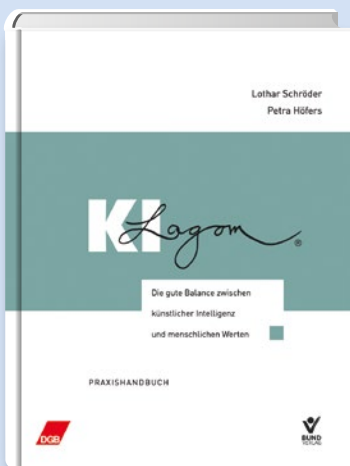 Lothar Schröder
Petra Höfers
KI Lagom®
Die gute Balance zwischen
künstlicher Intelligenz
und menschlichen Werten
PRAXISHANDBUCH
DGB
BUND
VERLAG